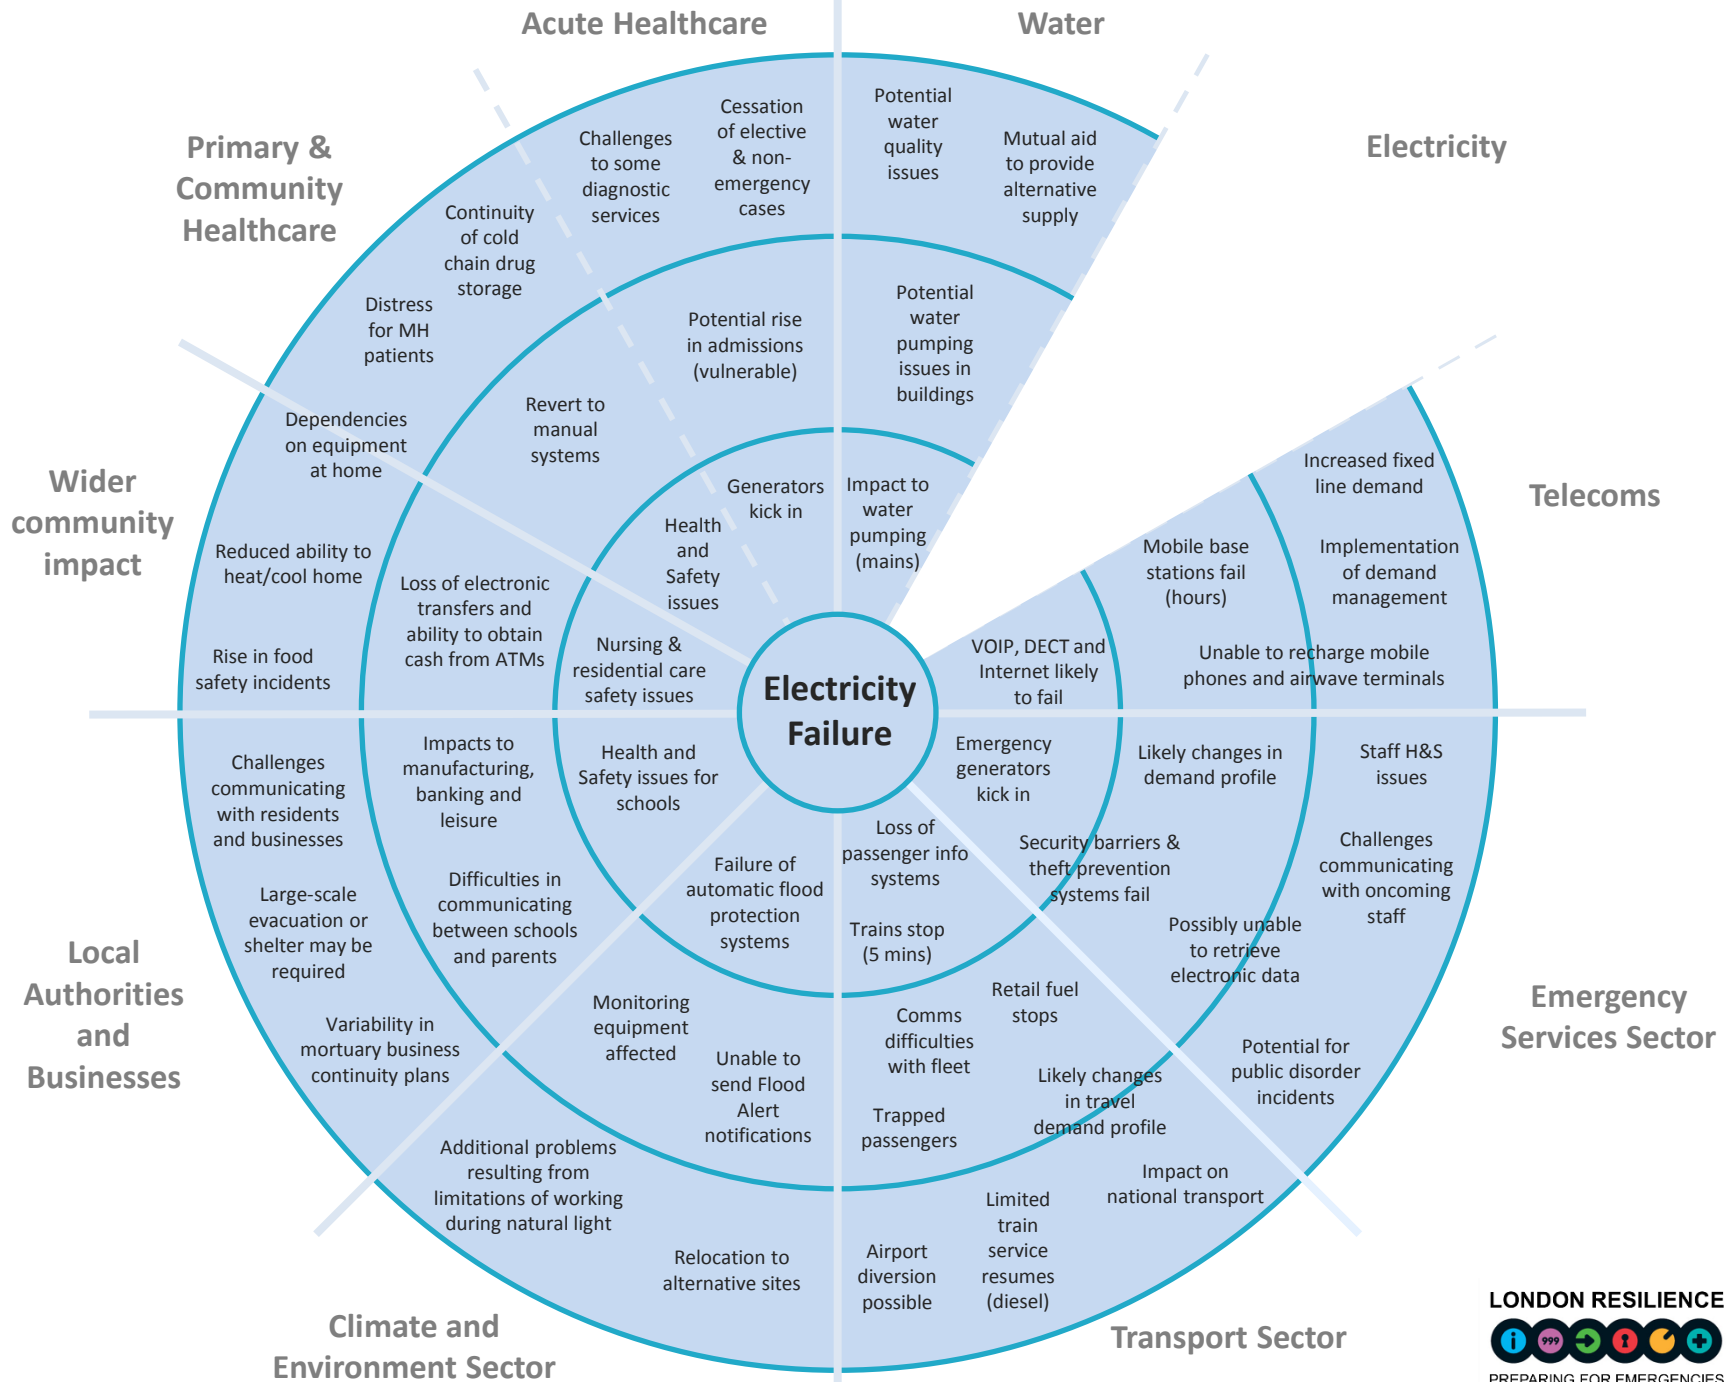 Acute Healthcare
Water
Electricity
Telecoms
Emergency
Services Sector
Transport Sector
Climate and
Environment Sector
Local
Authorities
and
Businesses
Wider
community
impact
Primary &
Community
Healthcare
Cessation
of elective
& non-
emergency
cases
Challenges
to some
diagnostic
services
Potential rise
in admissions
(vulnerable)
Generators
kick in
Potential
water
quality
issues
Mutual aid
to provide
alternative
supply
Potential
water
pumping
issues in
buildings
Impact to
water
pumping
(mains)
Increased fixed
line demand
Implementation
of demand
management
Mobile base
stations fail
(hours)
Unable to recharge mobile
phones and airwave terminals
VOIP, DECT and
Internet likely
to fail
Emergency
generators
kick in
Likely changes in
demand profile
Staff H&S
issues
Security barriers &
theft prevention
systems fail
Challenges
communicating
with oncoming
staff
Possibly unable
to retrieve
electronic data
Potential for
public disorder
incidents
Loss of
passenger info
systems
Trains stop
(5 mins)
Retail fuel
stops
Comms
difficulties
with fleet
Likely changes
in travel
demand profile
Trapped
passengers
Impact on
national transport
Limited
train
service
resumes
(diesel)
Airport
diversion
possible
Failure of
automatic flood
protection
systems
Monitoring
equipment
affected
Unable to
send Flood
Alert
notifications
Additional problems
resulting from
limitations of working
during natural light
Relocation to
alternative sites
Health and
Safety issues for
schools
Impacts to
manufacturing,
banking and
leisure
Difficulties in
communicating
between schools
and parents
Challenges
communicating
with residents
and businesses
Large-scale
evacuation or
shelter may be
required
Variability in
mortuary business
continuity plans
Nursing &
residential care
safety issues
Loss of electronic
transfers and
ability to obtain
cash from ATMs
Dependencies
on equipment
at home
Reduced ability to
heat/cool home
Rise in food
safety incidents
Continuity
of cold
chain drug
storage
Distress
for MH
patients
Revert to
manual
systems
Health
and
Safety
issues
Electricity
Failure
LONDON RESILIENCE
i 999
PREPARING FOR EMERGENCIES